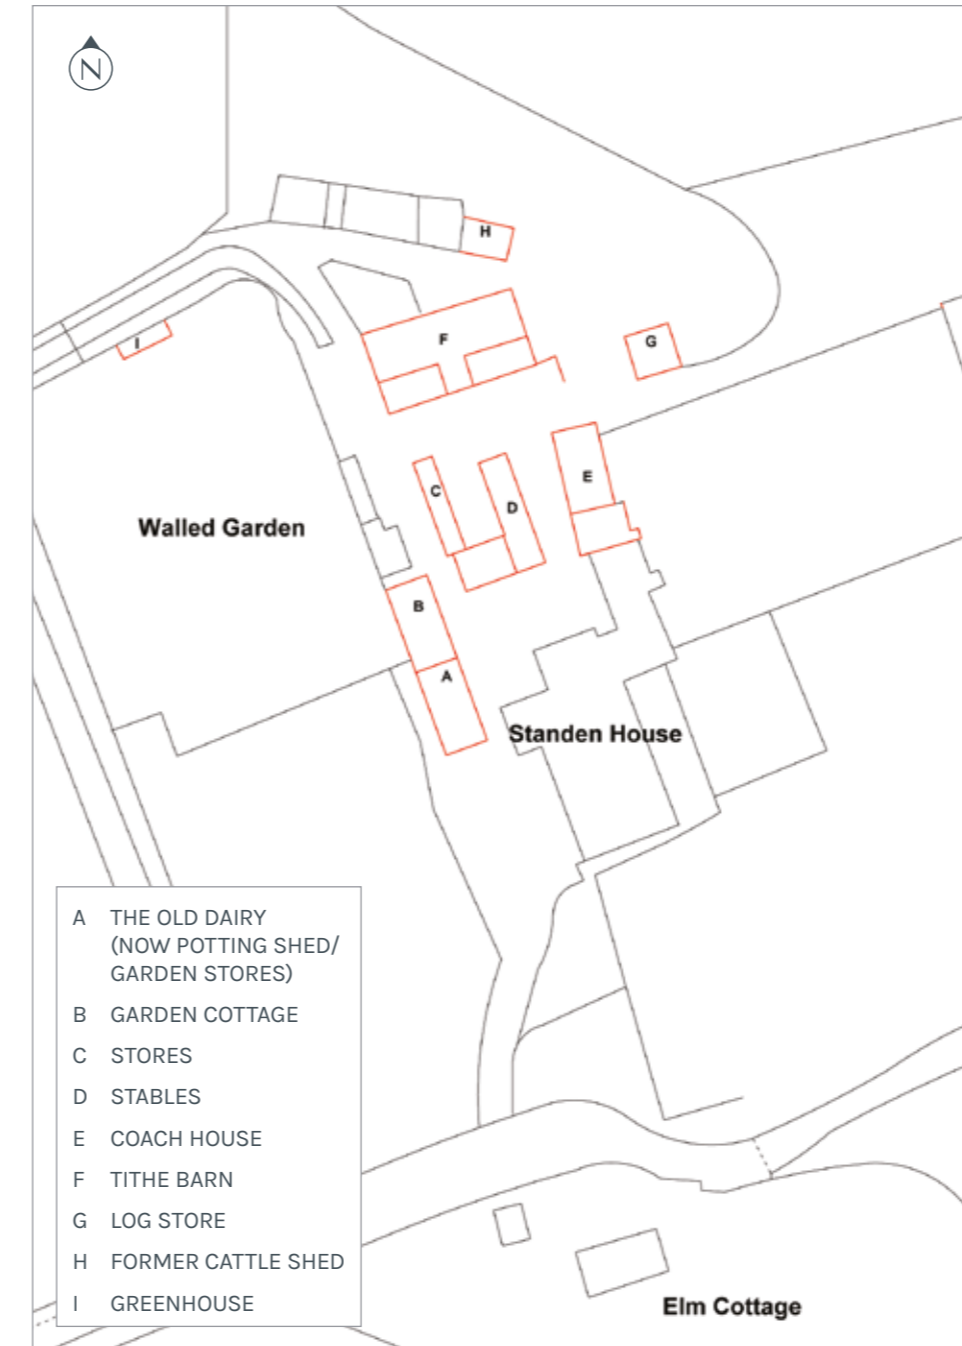 N
H
F
G
I
E
C
D
Walled Garden
B
A
Standen House
A THE OLD DAIRY
(NOW POTTING SHED/
GARDEN STORES)
B GARDEN COTTAGE
C STORES
D STABLES
E COACH HOUSE
F TITHE BARN
G LOG STORE
H FORMER CATTLE SHED
I GREENHOUSE
Elm Cottage